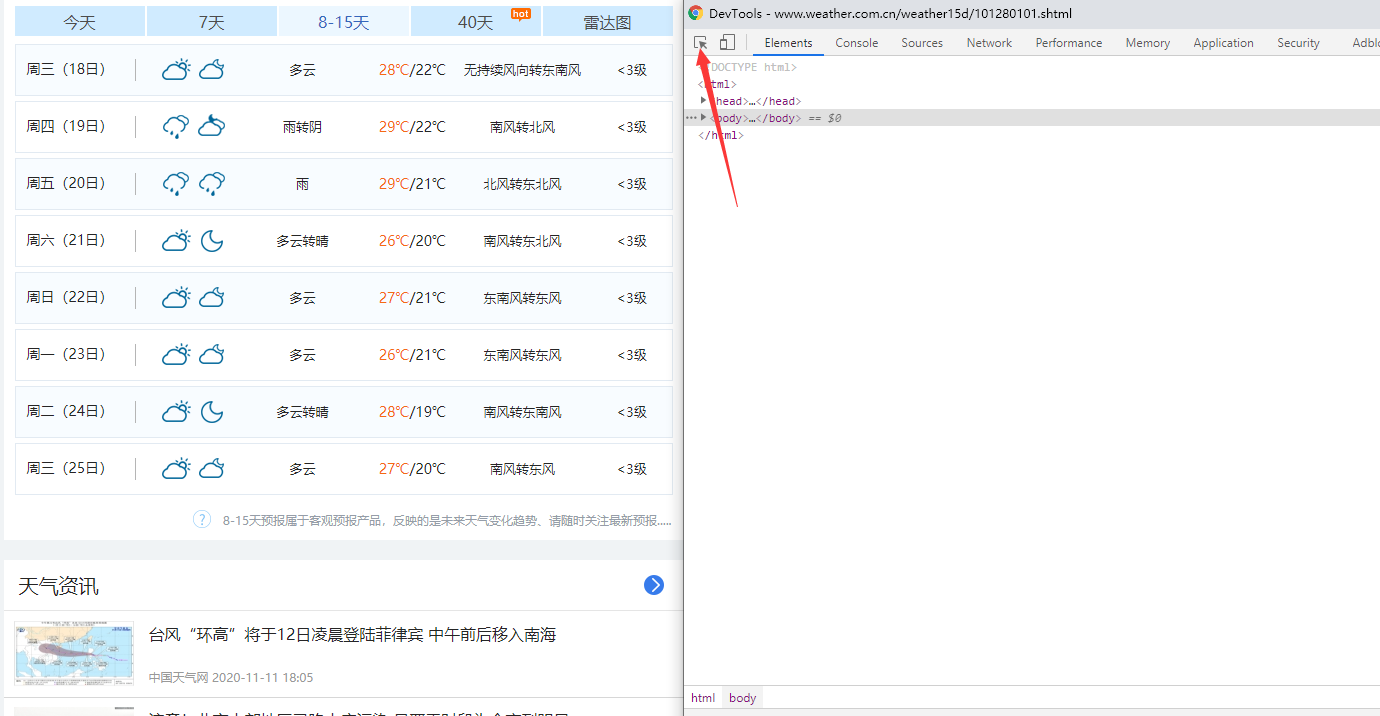 今天 7天 8-15天 40天 hot 雷达图
周三（18日） 多云 28℃/22℃ 无持续风向转东南风 <3级
周四（19日） 雨转阴 29℃/22℃ 南风转北风 <3级
周五（20日） 雨 29℃/21℃ 北风转东北风 <3级
周六（21日） 多云转晴 26℃/20℃ 南风转东北风 <3级
周日（22日） 多云 27℃/21℃ 东南风转东风 <3级
周一（23日） 多云 26℃/21℃ 东南风转东风 <3级
周二（24日） 多云转晴 28℃/19℃ 南风转东南风 <3级
周三（25日） 多云 27℃/20℃ 南风转东风 <3级
? 8-15天预报属于客观预报产品，反映的是未来天气变化趋势、请随时关注最新预报.....
天气资讯
台风“环高”将于12日凌晨登陆菲律宾 中午前后移入南海
中国天气网 2020-11-11 18:05
DevTools - www.weather.com.cn/weather15d/101280101.shtml
Elements Console Sources Network Performance Memory Application Security Adblo
DOCTYPE html>
<html>
<head>…</head>
<body>…</body> == $0
</html>
html body